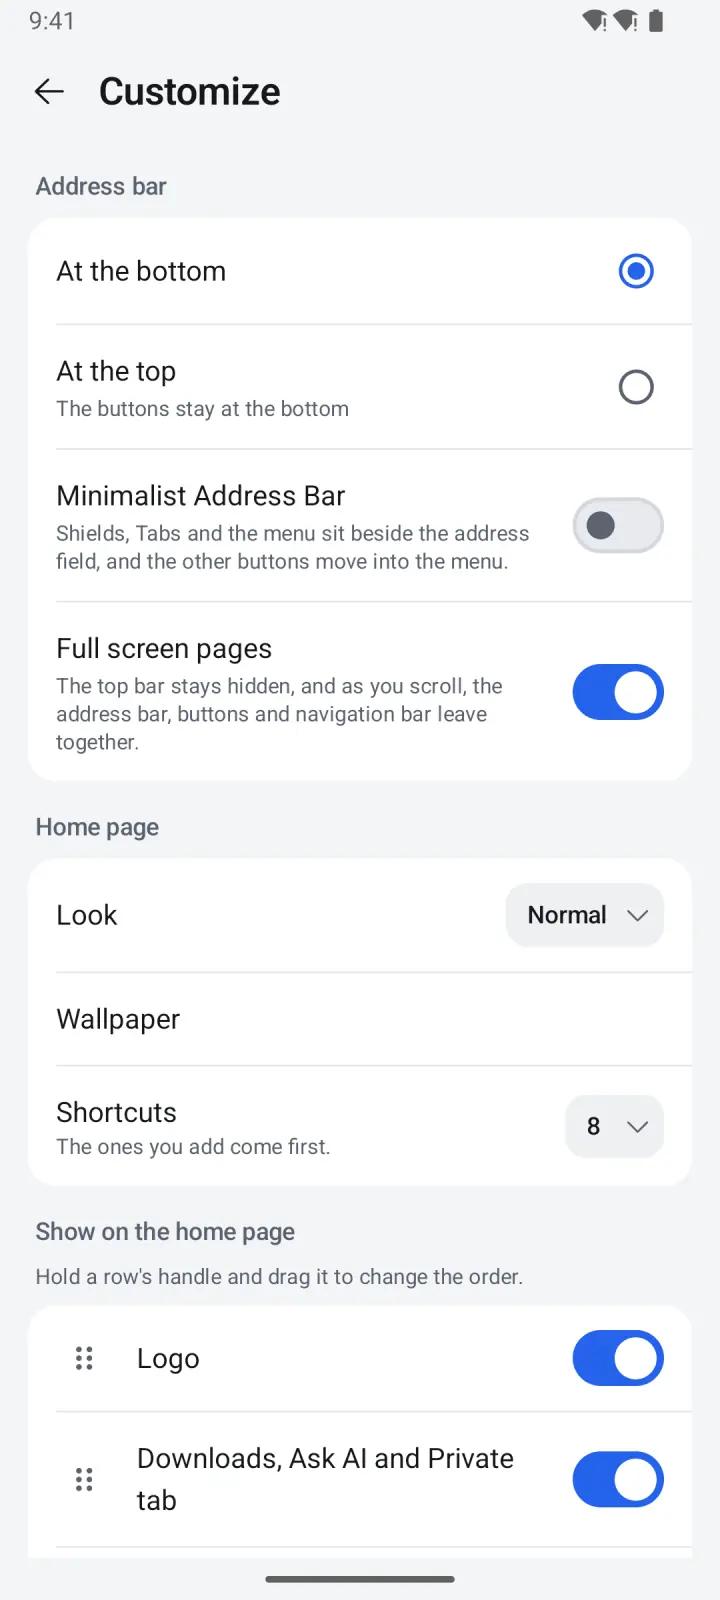 9:41
Customize
Address bar
At the bottom
At the top
The buttons stay at the bottom
Minimalist Address Bar
Shields, Tabs and the menu sit beside the address
field, and the other buttons move into the menu.
Full screen pages
The top bar stays hidden, and as you scroll, the
address bar, buttons and navigation bar leave
together.
Home page
Look
Normal
Wallpaper
Shortcuts
The ones you add come first.
8
Show on the home page
Hold a row's handle and drag it to change the order.
Logo
Downloads, Ask AI and Private
tab